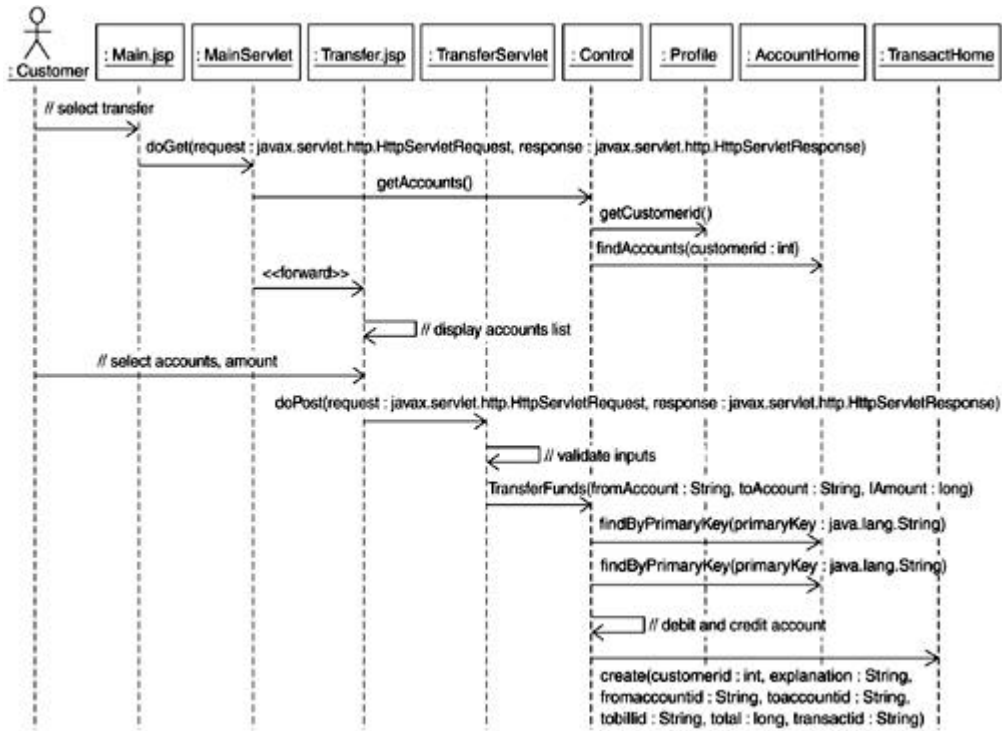 : Customer
: Main.jsp
: MainServlet
: Transfer.jsp
: TransferServlet
: Control
: Profile
: AccountHome
: TransactHome
// select transfer
doGet(request : javax.servlet.http.HttpServletRequest, response : javax.servlet.http.HttpServletResponse)
getAccounts()
getCustomerid()
findAccounts(customerid : int)
<<forward>>
// display accounts list
// select accounts, amount
doPost(request : javax.servlet.http.HttpServletRequest, response : javax.servlet.http.HttpServletResponse)
// validate inputs
TransferFunds(fromAccount : String, toAccount : String, lAmount : long)
findByPrimaryKey(primaryKey : java.lang.String)
findByPrimaryKey(primaryKey : java.lang.String)
// debit and credit account
create(customerid : int, explanation : String,
fromaccountid : String, toaccountid : String,
tobillid : String, total : long, transactid : String)